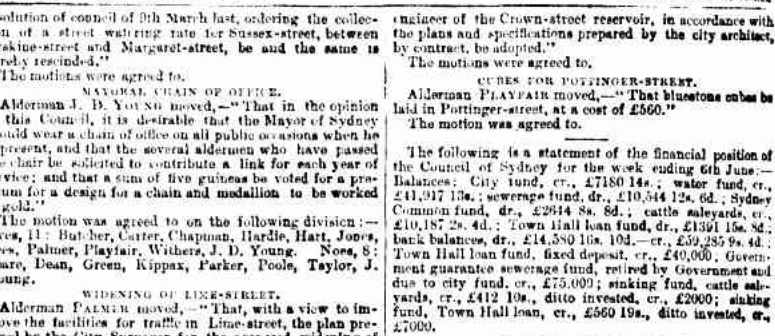 solution of council of 9th March last, ordering the collec-
n of a street watering rate for Sussex-street, between
rskine-street and Margaret-street, be and the same is
reby rescinded."
The motions were agreed to.
MAYORAL CHAIN OF OFFICE.
Alderman J. D. YOUNG moved,—"That in the opinion
this Council, it is desirable that the Mayor of Sydney
ould wear a chain of office on all public occasions when he
present, and that the several aldermen who have passed
e chair be solicited to contribute a link for each year of
rvice; and that a sum of five guineas be voted for a pre-
um for a design for a chain and medallion to be worked
gold."
The motion was agreed to on the following division:—
es, 11: Butcher, Carter, Chapman, Hardie, Hart, Jones,
es, Palmer, Playfair, Withers, J. D. Young. Noes, 8:
are, Dean, Green, Kippax, Parker, Poole, Taylor, J.
oung.
WIDENING OF LIME-STREET.
Alderman PALMER moved,—"That, with a view to im-
ove the facilities for traffic in Lime-street, the plan pre-
engineer of the Crown-street reservoir, in accordance with
the plans and specifications prepared by the city architect,
by contract, be adopted."
The motions were agreed to.
CUBES FOR POTTINGER-STREET.
Alderman PLAYFAIR moved,—"That bluestone cubes be
laid in Pottinger-street, at a cost of £560."
The motion was agreed to.
The following is a statement of the financial position of
the Council of Sydney for the week ending 6th June:—
Balances: City fund, cr., £7180 14s.; water fund, cr.,
£41,917 13s.; sewerage fund, dr., £10,544 12s. 6d.; Sydney
Common fund, dr., £2644 8s. 8d.; cattle saleyards, cr.,
£10,187 2s. 4d.; Town Hall loan fund, dr., £1391 15s. 8d.;
bank balances, dr., £14,580 16s. 10d.—cr., £59,285 9s. 4d.;
Town Hall loan fund, fixed deposit, cr., £40,000; Govern-
ment guarantee sewerage fund, retired by Government and
due to city fund, cr., £75,000; sinking fund, cattle sale-
yards, cr., £412 10s., ditto invested, cr., £2000; sinking
fund, Town Hall loan, cr., £560 19s., ditto invested, cr.,
£7000.